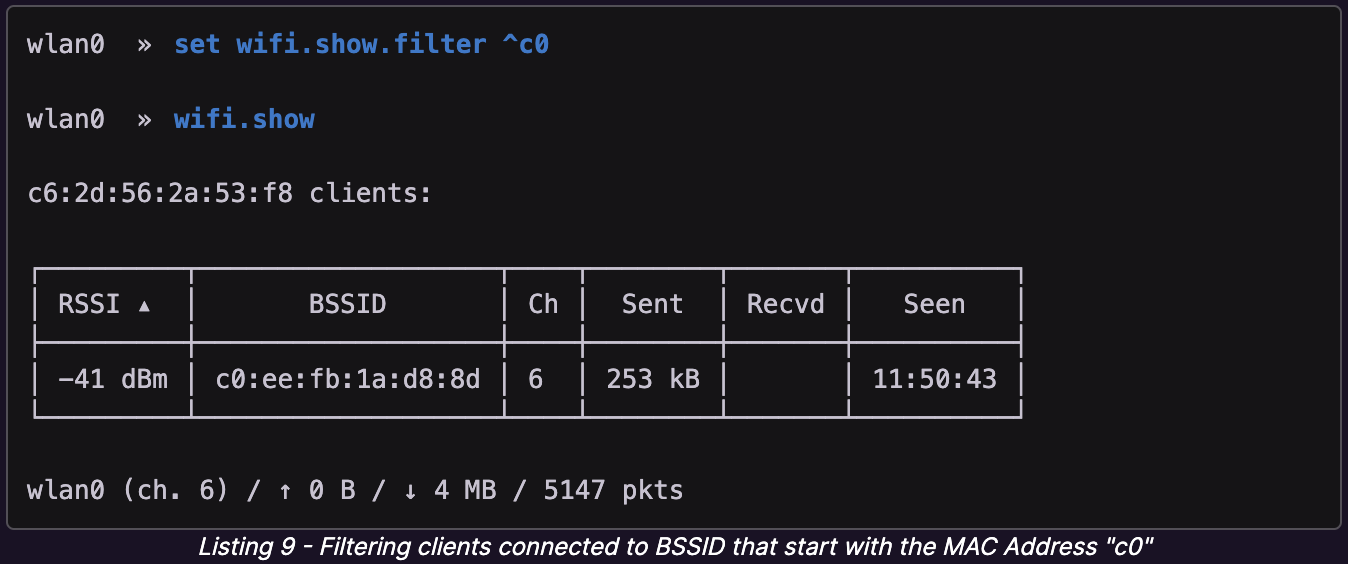 wlan0 » set wifi.show.filter ^c0
wlan0 » wifi.show
c6:2d:56:2a:53:f8 clients:
RSSI ▲ BSSID Ch Sent Recvd Seen
-41 dBm c0:ee:fb:1a:d8:8d 6 253 kB 11:50:43
wlan0 (ch. 6) / ↑ 0 B / ↓ 4 MB / 5147 pkts
Listing 9 - Filtering clients connected to BSSID that start with the MAC Address "c0"